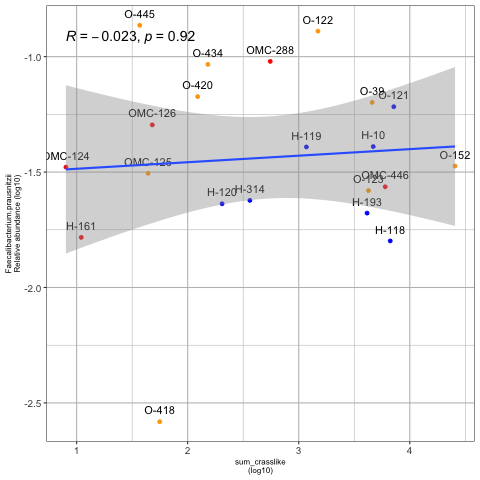 O-445
O-122
R = −0.023, p = 0.92
O-434
OMC-288
-1.0
O-420
O-39
O-121
OMC-126
H-119
H-10
OMC-124
OMC-125
O-152
-1.5
O-123
OMC-446
H-120
H-314
H-193
H-161
H-118
-2.0
-2.5
O-418
1
2
3
4
sum_crasslike
(log10)
Faecalibacterium.prausnitzii
Relative abundance (log10)